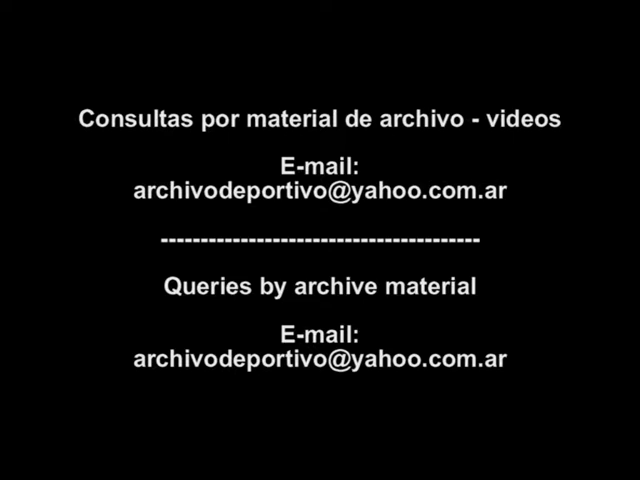 Consultas por material de archivo - videos
E-mail:
archivodeportivo@yahoo.com.ar
----------------------------------------
Queries by archive material
E-mail:
archivodeportivo@yahoo.com.ar